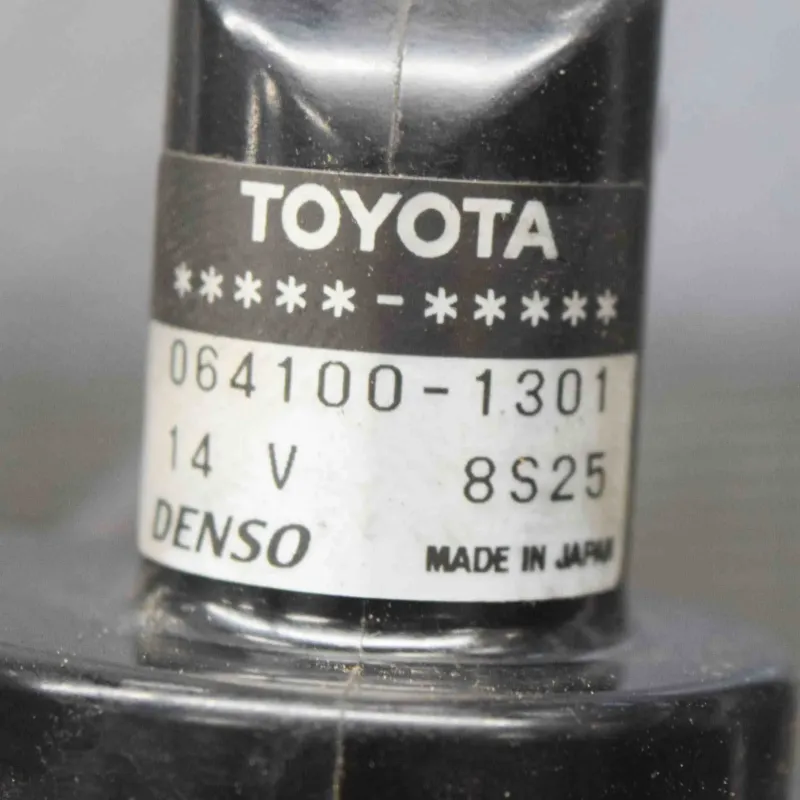 TOYOTA
*****-*****
064100-1301
14 V 8S25
DENSO MADE IN JAPAN